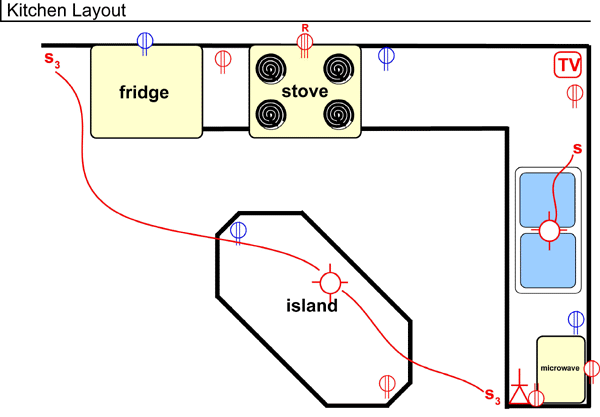 Kitchen Layout
R
S3
TV
fridge
stove
S
island
microwave
S3